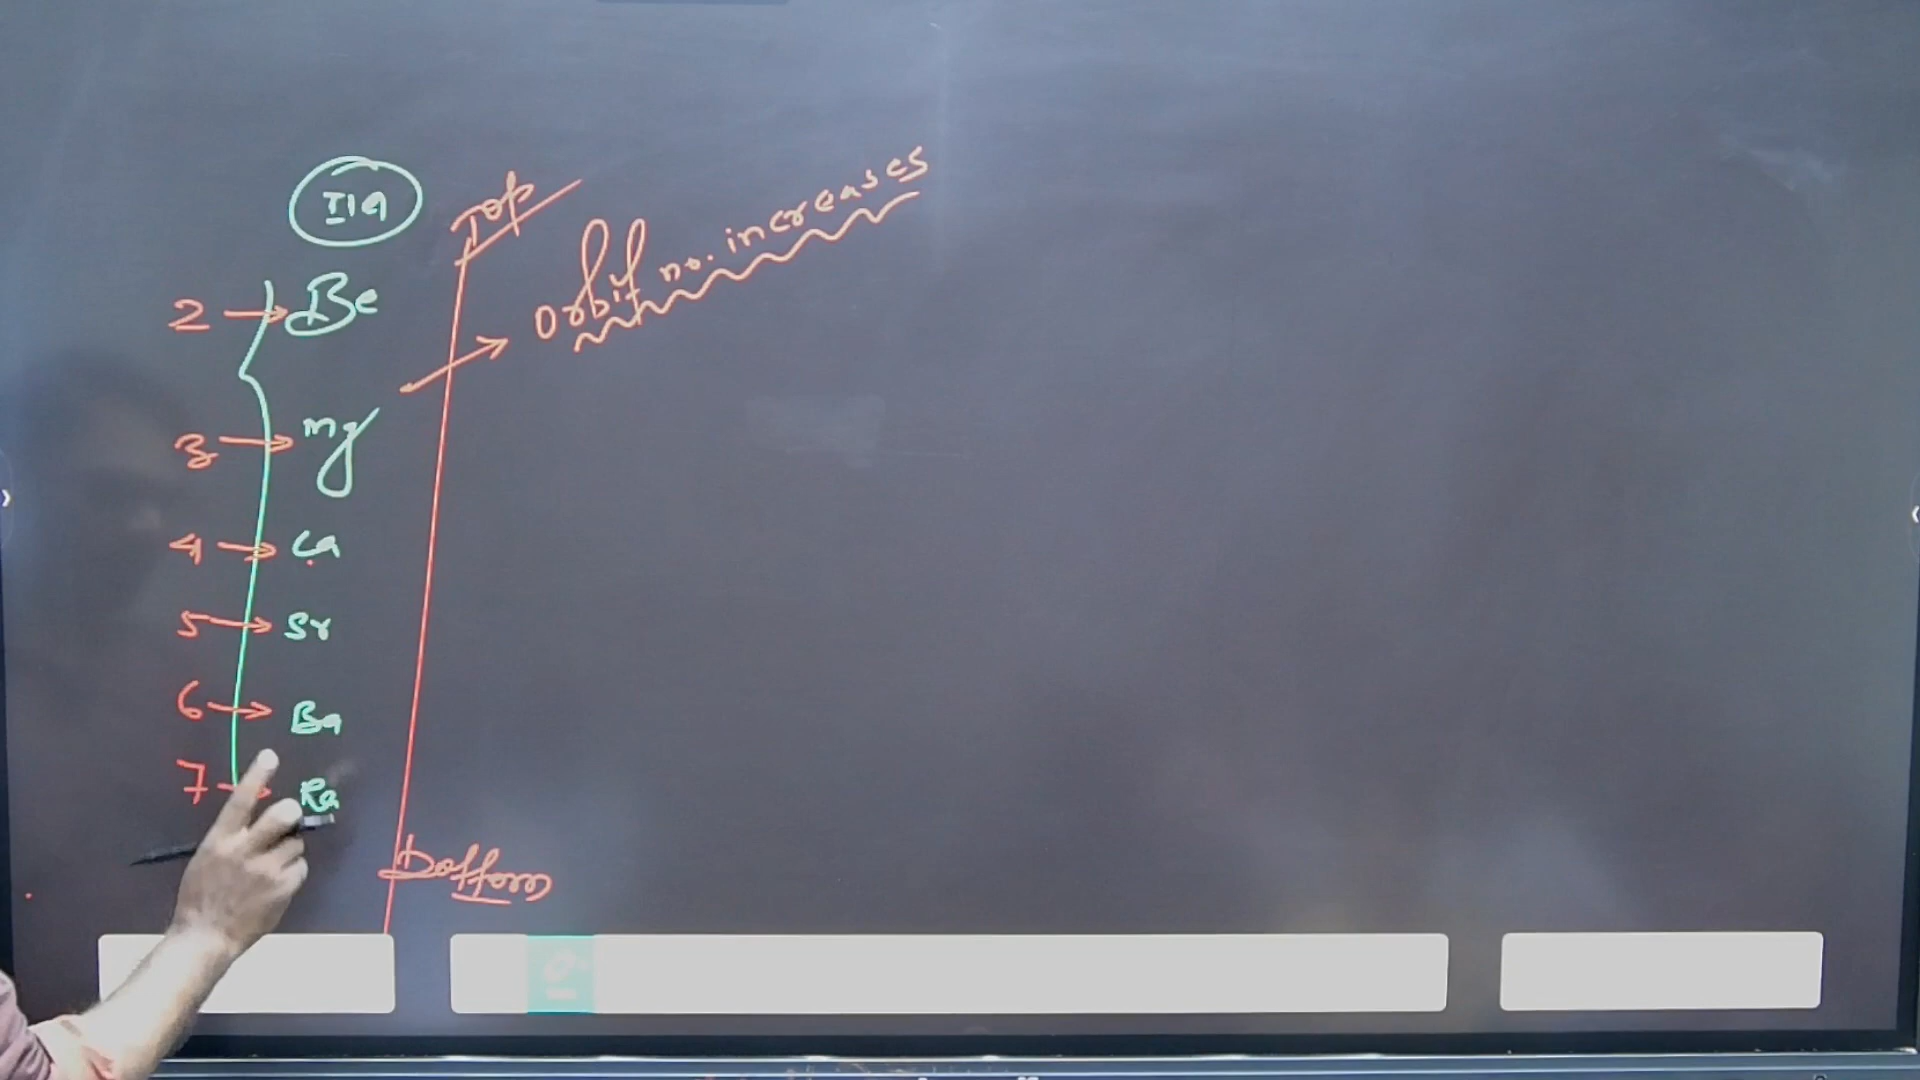 IIA
Top
orbit no. increases
2 → Be
3 → mg
4 → Ca
5 → Sr
6 → Ba
7 → Ra
Bottom